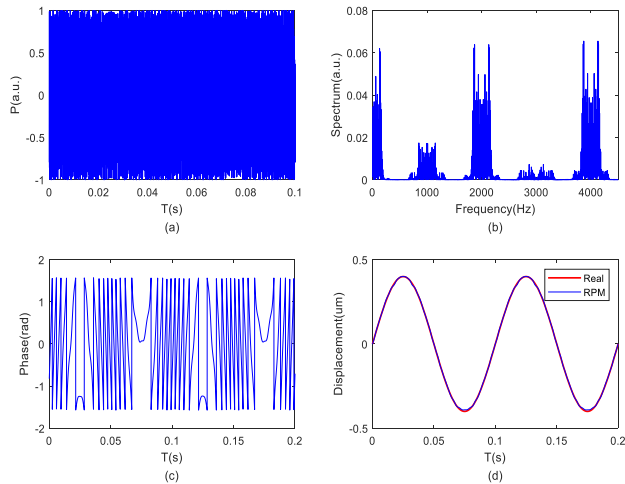 1
0.5
0
-0.5
-1
P(a.u.)
0 0.02 0.04 0.06 0.08 0.1
T(s)
(a)
0.08
0.06
0.04
0.02
0
Spectrum(a.u.)
0 1000 2000 3000 4000
Frequency(Hz)
(b)
2
1
0
-1
-2
Phase(rad)
0 0.05 0.1 0.15 0.2
T(s)
(c)
0.5
0
-0.5
Displacement(um)
Real
RPM
0 0.05 0.1 0.15 0.2
T(s)
(d)